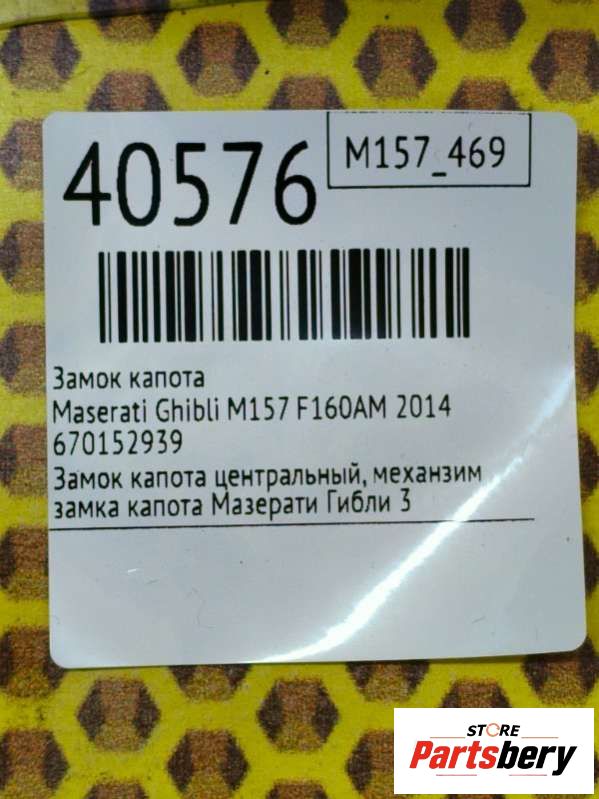 40576
M157_469
Замок капота
Maserati Ghibli M157 F160AM 2014
670152939
Замок капота центральный, механзим
замка капота Мазерати Гибли 3
STORE
Partsbery